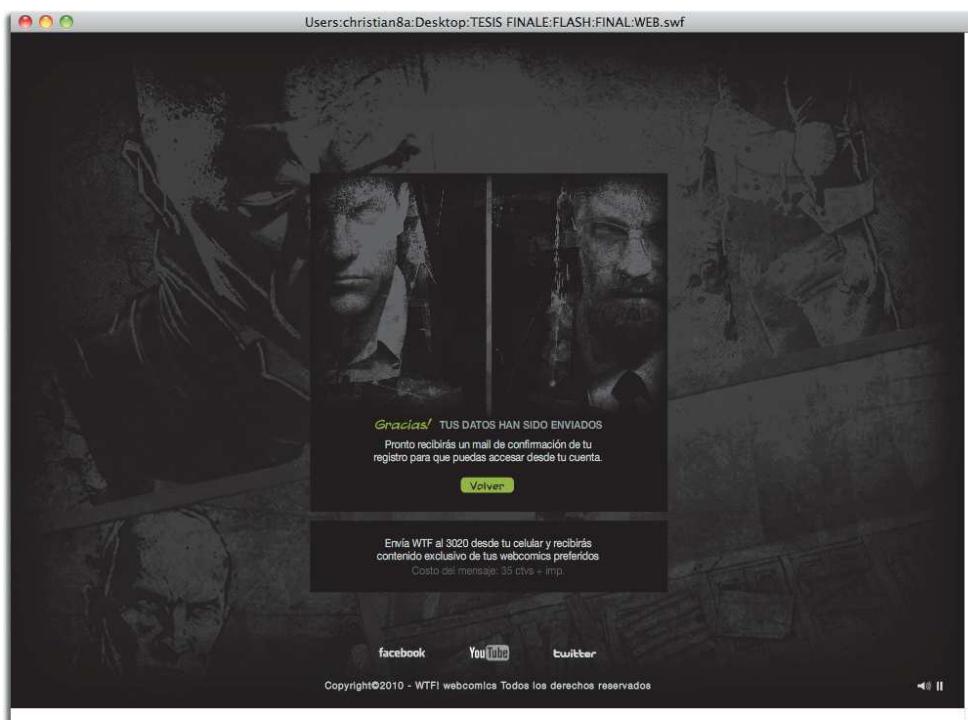 Users:christian8a:Desktop:TESIS FINALE:FLASH:FINAL:WEB.swf
Gracias! TUS DATOS HAN SIDO ENVIADOS
Pronto recibirás un mail de confirmación de tu
registro para que puedas accesar desde tu cuenta.
Volver
Envía WTF al 3020 desde tu celular y recibirás
contenido exclusivo de tus webcomics preferidos
Costo del mensaje: 35 ctvs + imp.
facebook YouTube twitter
Copyright©2010 - WTF! webcomics Todos los derechos reservados